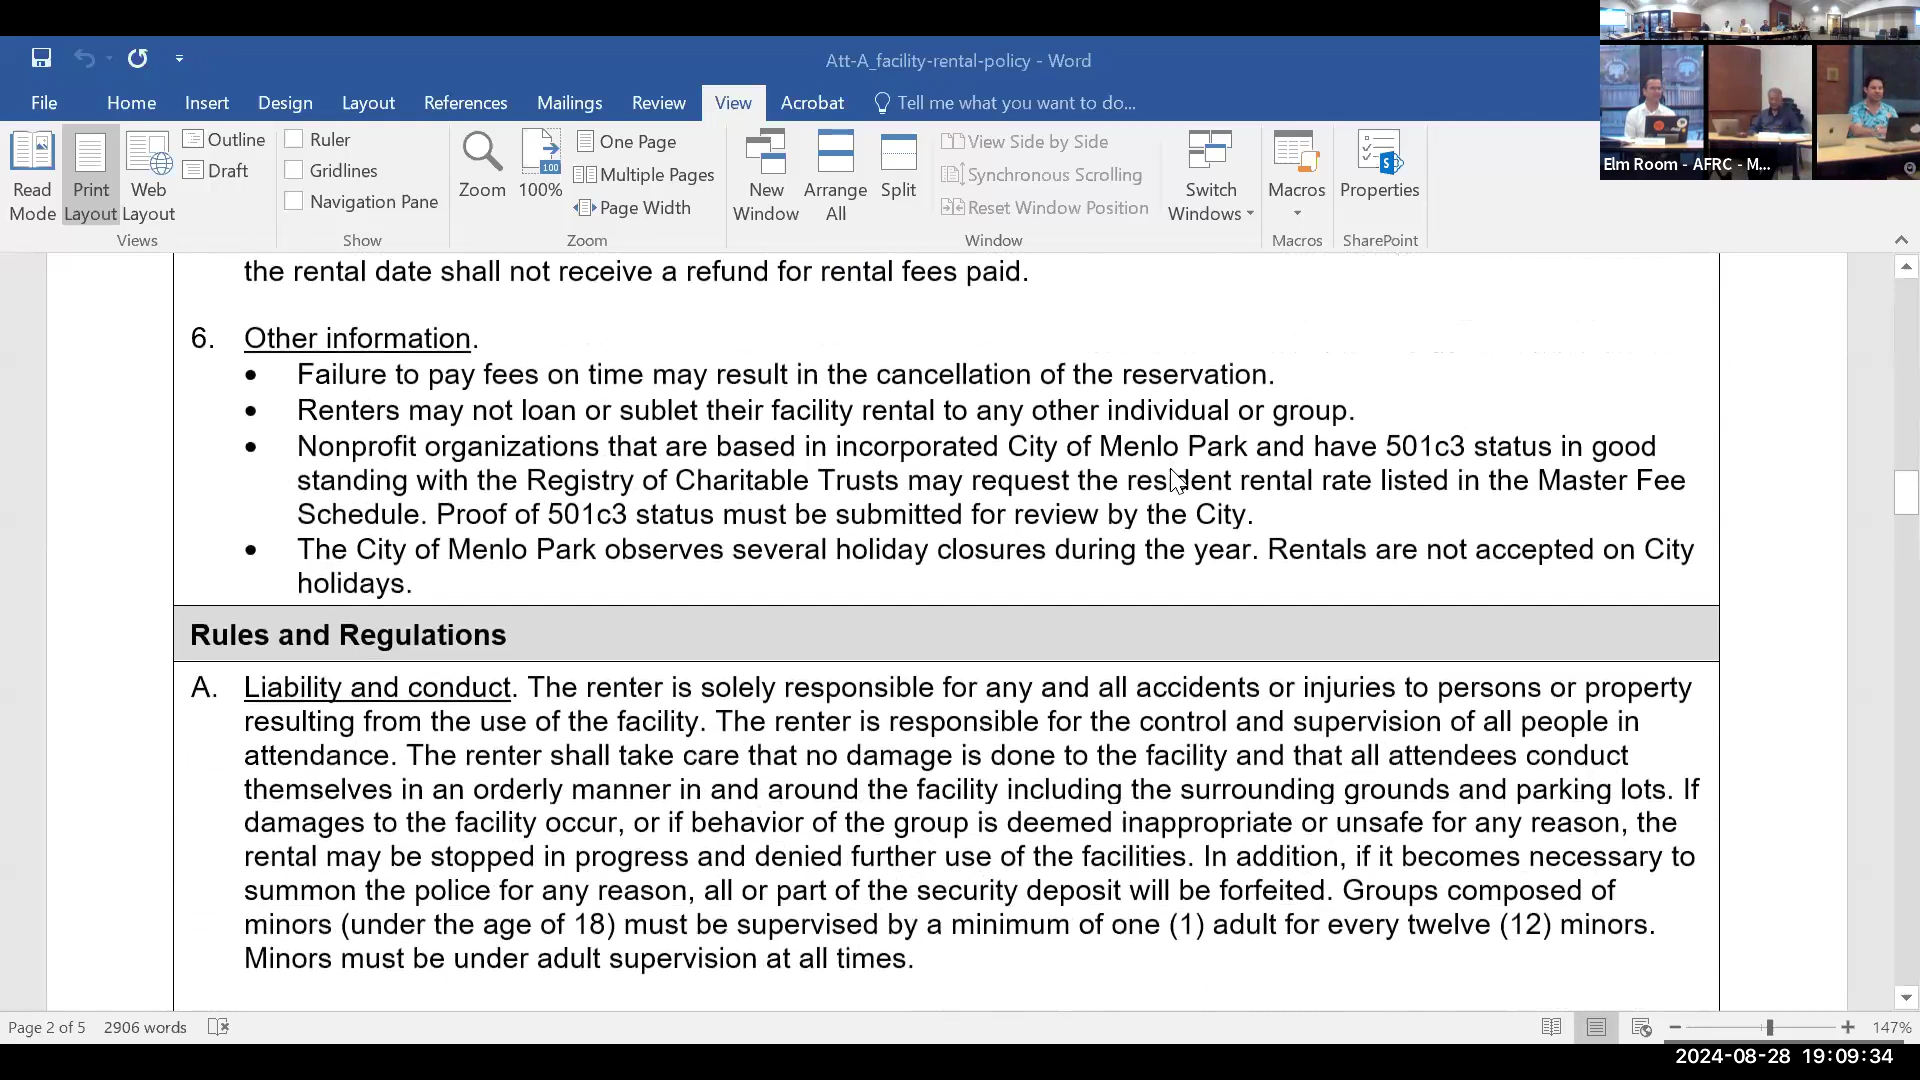 Att-A_facility-rental-policy - Word
File Home Insert Design Layout References Mailings Review View Acrobat Tell me what you want to do...
Read Mode
Print Layout
Web Layout
Outline
Draft
Views
Ruler
Gridlines
Navigation Pane
Show
Zoom
100%
100
One Page
Multiple Pages
Page Width
Zoom
New Window
Arrange All
Split
View Side by Side
Synchronous Scrolling
Reset Window Position
Window
Switch Windows
Macros
Macros
Properties
SharePoint
Elm Room - AFRC - M...
the rental date shall not receive a refund for rental fees paid.
6. Other information.
• Failure to pay fees on time may result in the cancellation of the reservation.
• Renters may not loan or sublet their facility rental to any other individual or group.
• Nonprofit organizations that are based in incorporated City of Menlo Park and have 501c3 status in good
standing with the Registry of Charitable Trusts may request the resident rental rate listed in the Master Fee
Schedule. Proof of 501c3 status must be submitted for review by the City.
• The City of Menlo Park observes several holiday closures during the year. Rentals are not accepted on City
holidays.
Rules and Regulations
A. Liability and conduct. The renter is solely responsible for any and all accidents or injuries to persons or property
resulting from the use of the facility. The renter is responsible for the control and supervision of all people in
attendance. The renter shall take care that no damage is done to the facility and that all attendees conduct
themselves in an orderly manner in and around the facility including the surrounding grounds and parking lots. If
damages to the facility occur, or if behavior of the group is deemed inappropriate or unsafe for any reason, the
rental may be stopped in progress and denied further use of the facilities. In addition, if it becomes necessary to
summon the police for any reason, all or part of the security deposit will be forfeited. Groups composed of
minors (under the age of 18) must be supervised by a minimum of one (1) adult for every twelve (12) minors.
Minors must be under adult supervision at all times.
Page 2 of 5 2906 words
147%
2024-08-28 19:09:34